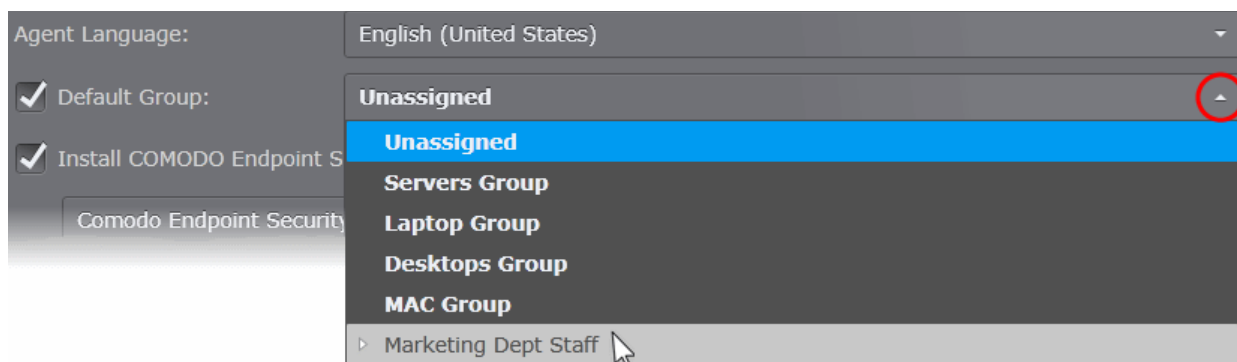 Agent Language: English (United States)
Default Group: Unassigned
Unassigned
Install COMODO Endpoint S
Servers Group
Comodo Endpoint Security
Laptop Group
Desktops Group
MAC Group
Marketing Dept Staff